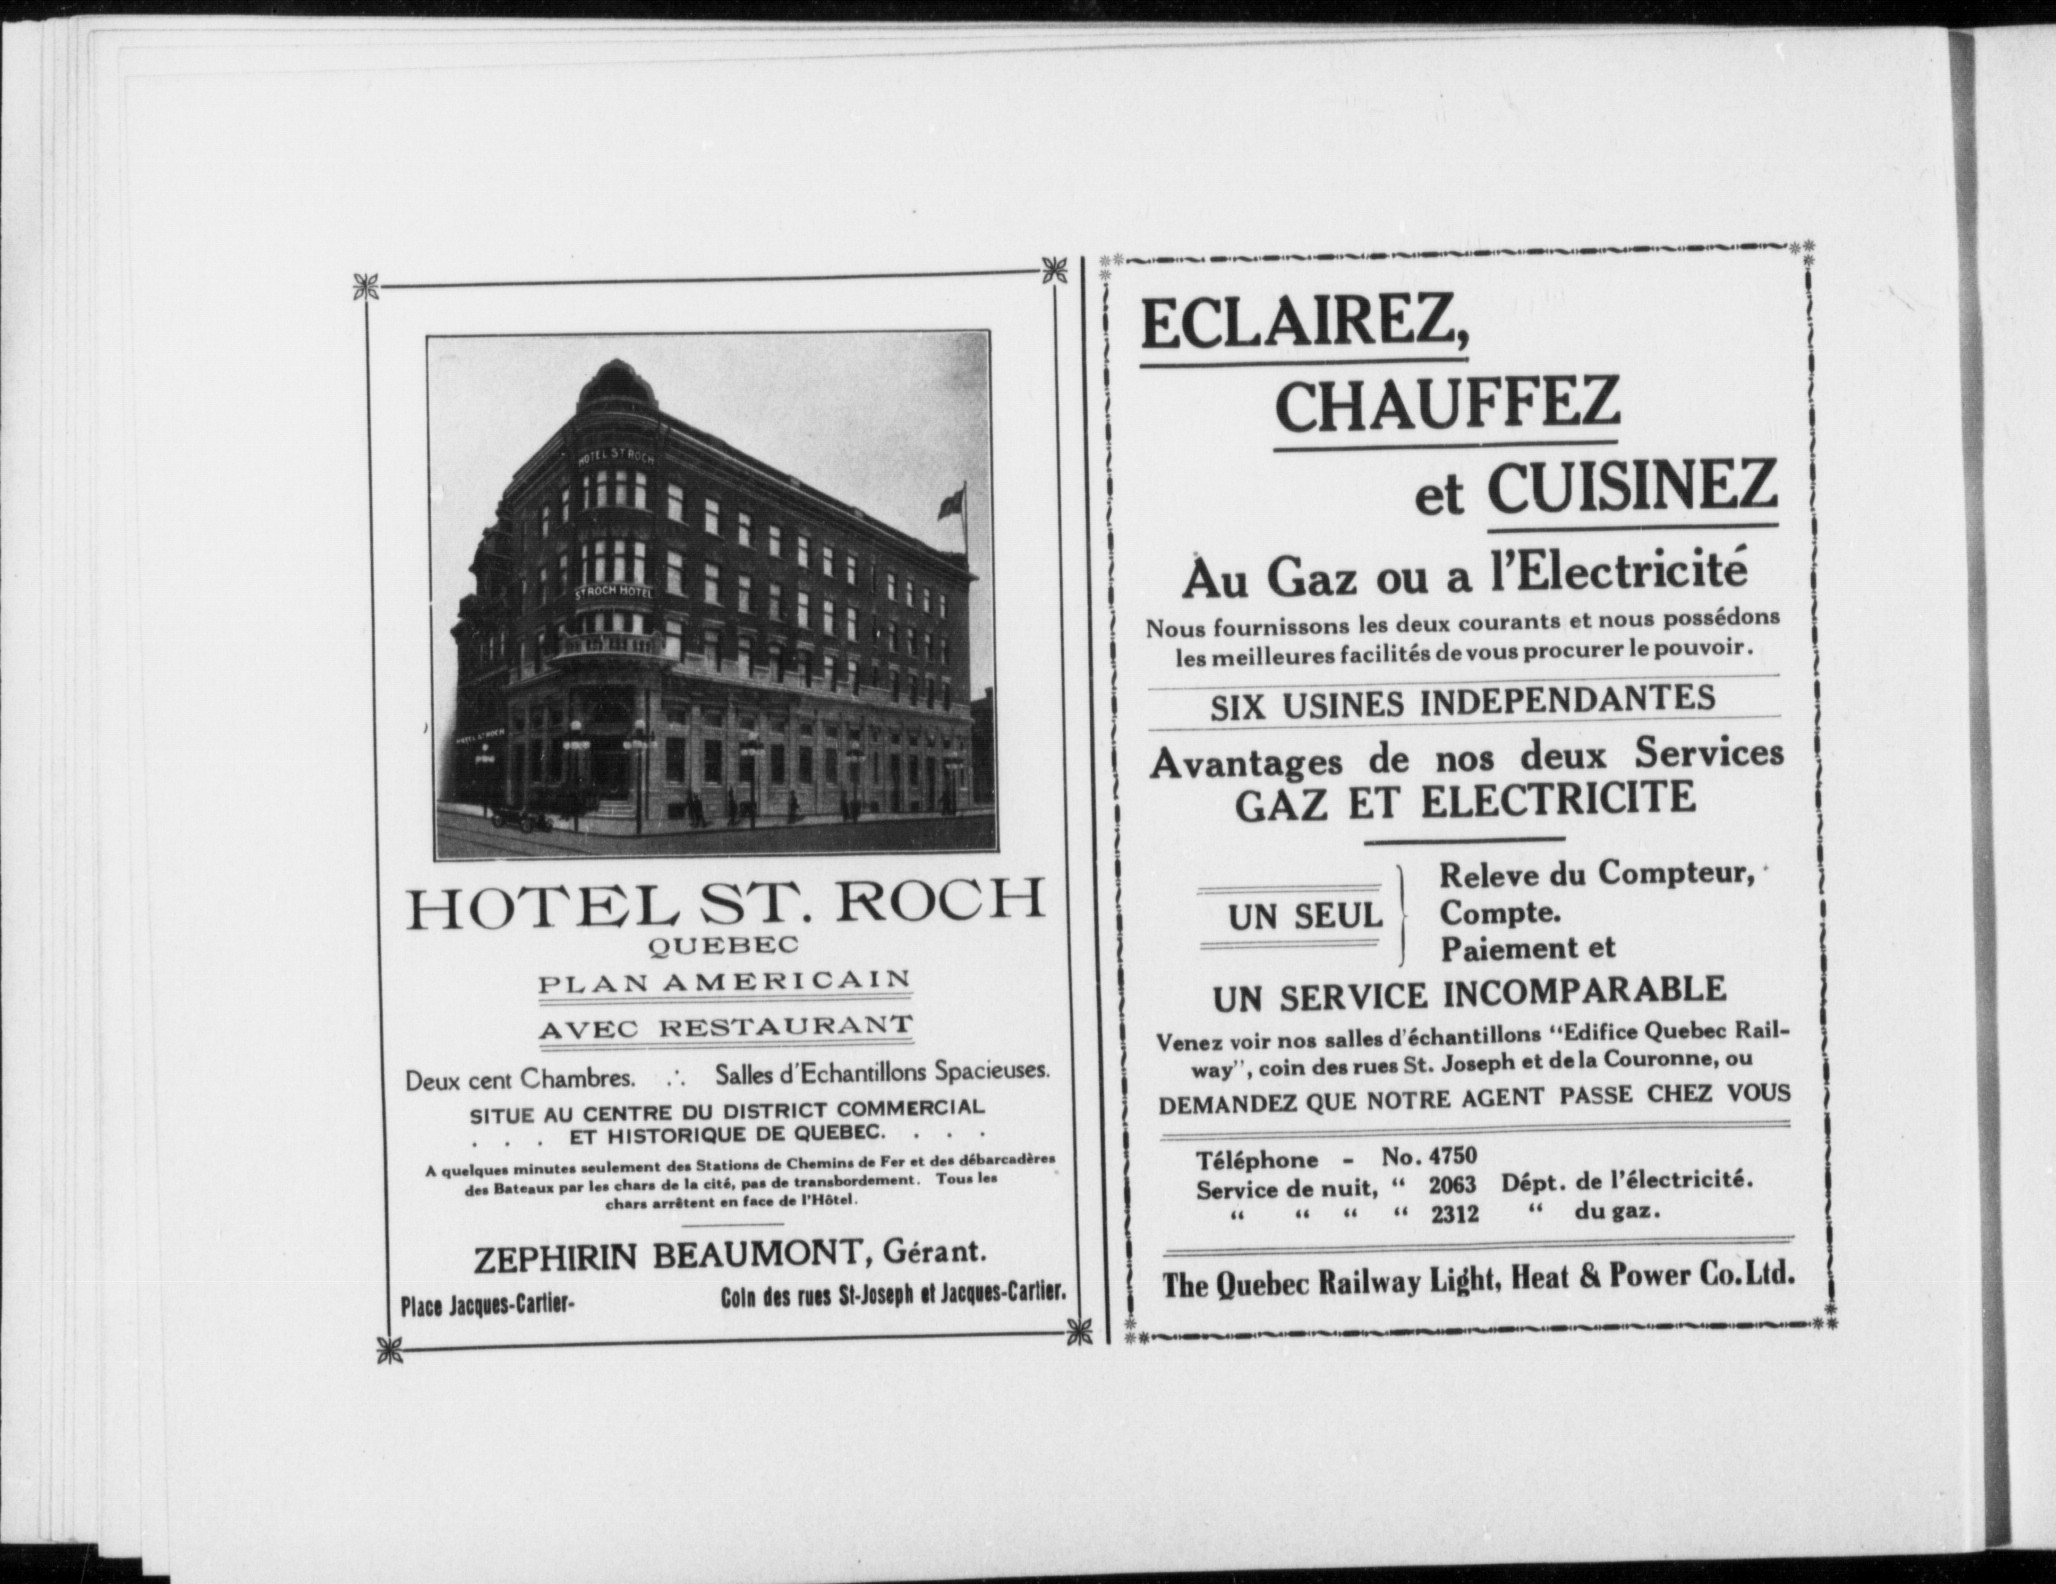 HOTEL ST ROCH
ST ROCH HOTEL
HOTEL ST ROCH
HOTEL ST. ROCH
QUEBEC
PLAN AMERICAIN
AVEC RESTAURANT
Deux cent Chambres. .·. Salles d'Echantillons Spacieuses.
SITUE AU CENTRE DU DISTRICT COMMERCIAL
. . . ET HISTORIQUE DE QUEBEC. . . .
A quelques minutes seulement des Stations de Chemins de Fer et des débarcadères
des Bateaux par les chars de la cité, pas de transbordement. Tous les
chars arrêtent en face de l'Hôtel.
ZEPHIRIN BEAUMONT, Gérant.
Place Jacques-Cartier- Coin des rues St-Joseph et Jacques-Cartier.
ECLAIREZ,
CHAUFFEZ
et CUISINEZ
Au Gaz ou a l'Electricité
Nous fournissons les deux courants et nous possédons
les meilleures facilités de vous procurer le pouvoir.
SIX USINES INDEPENDANTES
Avantages de nos deux Services
GAZ ET ELECTRICITE
UN SEUL } Releve du Compteur,
Compte.
Paiement et
UN SERVICE INCOMPARABLE
Venez voir nos salles d'échantillons "Edifice Quebec Rail-
way", coin des rues St. Joseph et de la Couronne, ou
DEMANDEZ QUE NOTRE AGENT PASSE CHEZ VOUS
Téléphone - No. 4750
Service de nuit, “ 2063 Dépt. de l'électricité.
“ “ “ “ 2312 “ du gaz.
The Quebec Railway Light, Heat & Power Co. Ltd.